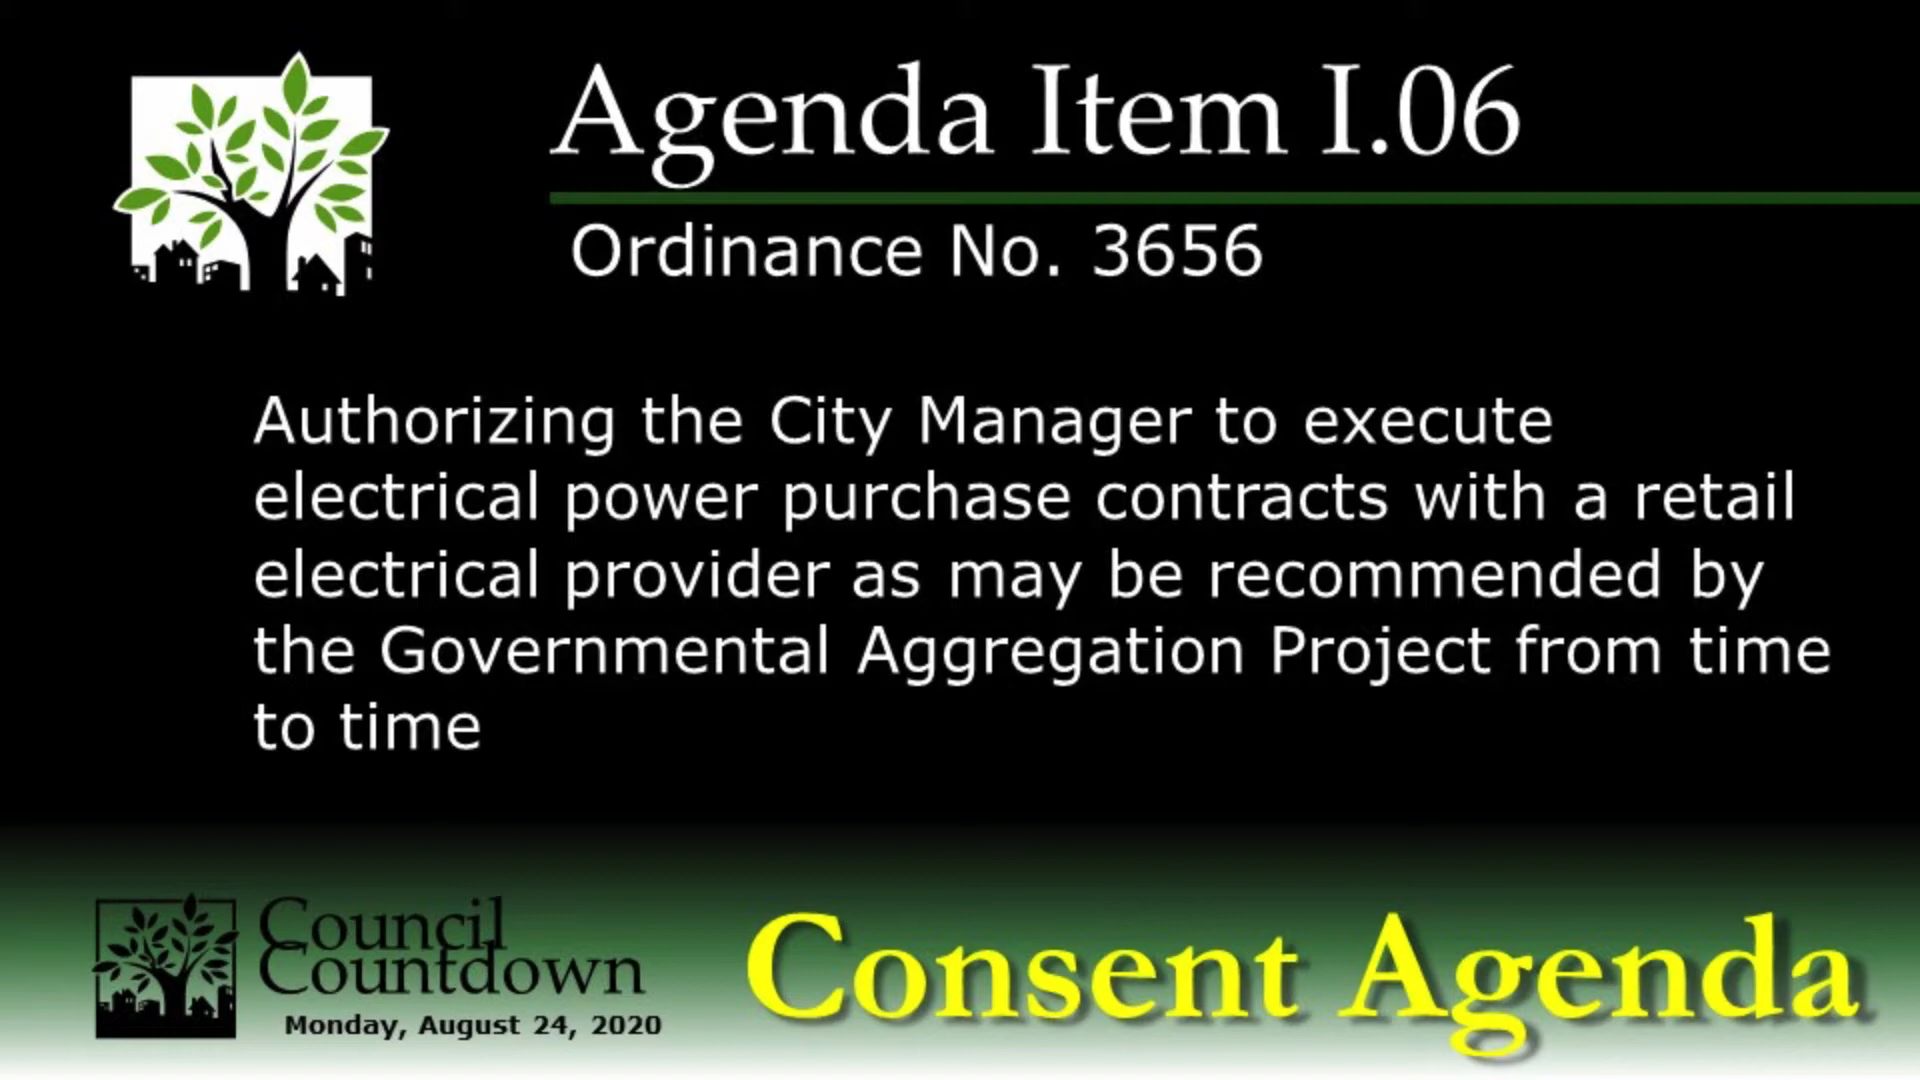 Agenda Item I.06
Ordinance No. 3656
Authorizing the City Manager to execute
electrical power purchase contracts with a retail
electrical provider as may be recommended by
the Governmental Aggregation Project from time
to time
Council
Countdown
Monday, August 24, 2020
Consent Agenda